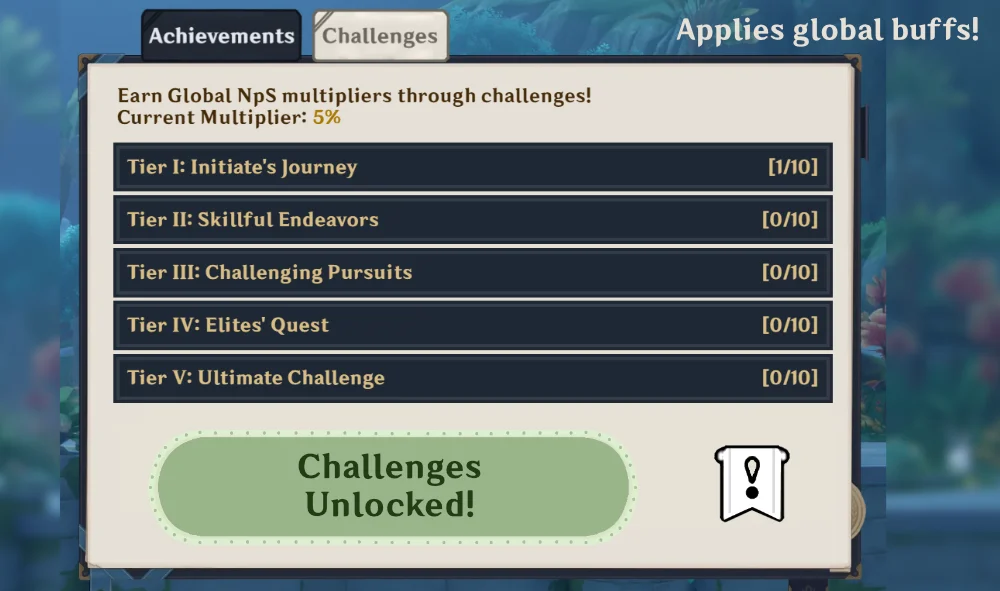 Achievements
Challenges
Applies global buffs!
Earn Global NpS multipliers through challenges!
Current Multiplier: 5%
Tier I: Initiate's Journey [1/10]
Tier II: Skillful Endeavors [0/10]
Tier III: Challenging Pursuits [0/10]
Tier IV: Elites' Quest [0/10]
Tier V: Ultimate Challenge [0/10]
Challenges
Unlocked!